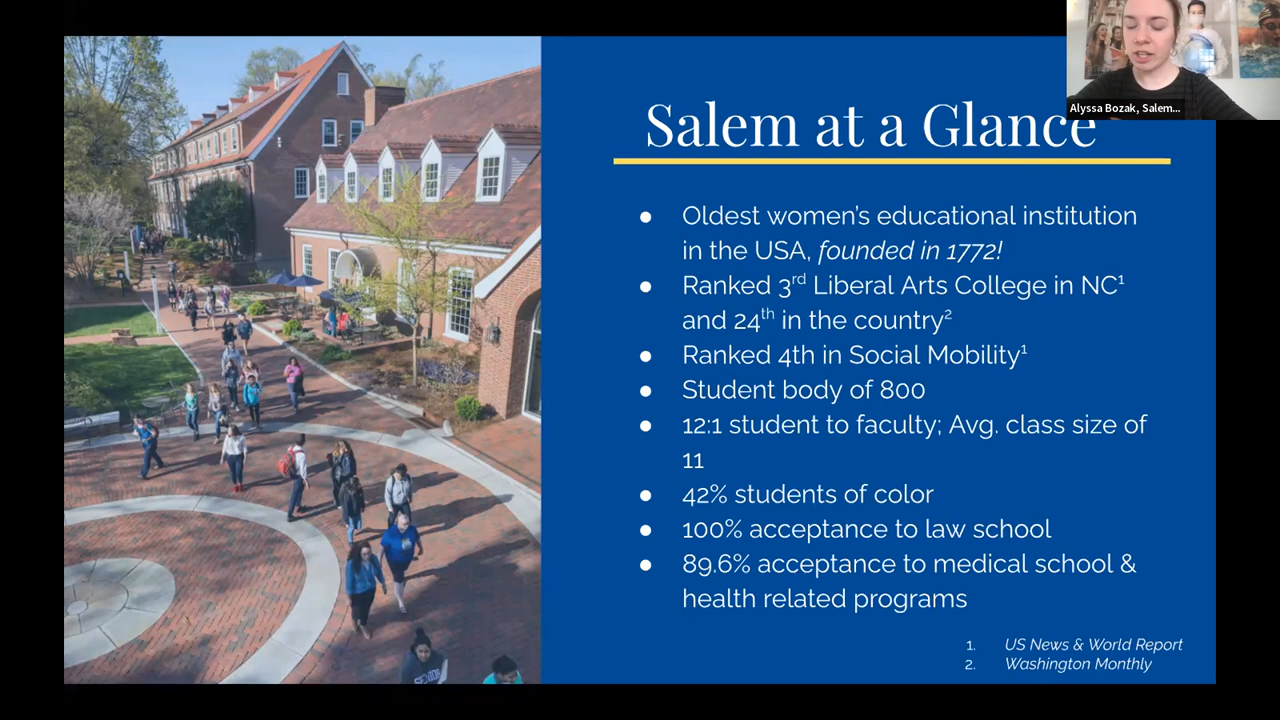 Alyssa Bozak, Salem...
Salem at a Glance
● Oldest women's educational institution
in the USA, founded in 1772!
● Ranked 3rd Liberal Arts College in NC¹
and 24th in the country²
● Ranked 4th in Social Mobility¹
● Student body of 800
● 12:1 student to faculty; Avg. class size of
11
● 42% students of color
● 100% acceptance to law school
● 89.6% acceptance to medical school &
health related programs
1. US News & World Report
2. Washington Monthly